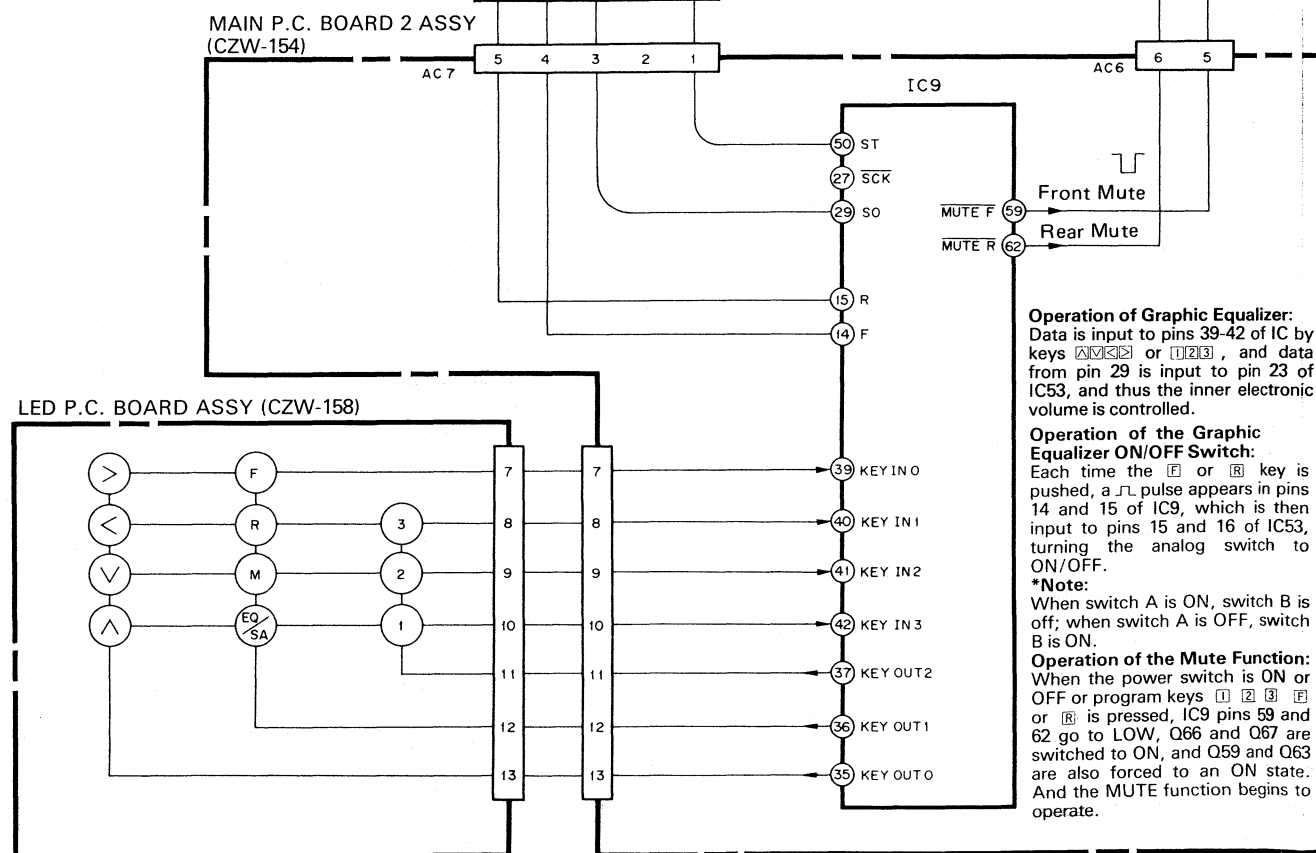 MAIN P.C. BOARD 2 ASSY
(CZW-154)
AC 7
5 4 3 2 1
AC6
6 5
IC9
50 ST
27 SCK
29 SO
MUTE F 59
Front Mute
MUTE R 62
Rear Mute
15 R
14 F
Operation of Graphic Equalizer:
Data is input to pins 39-42 of IC by
keys ∧ ∨ < > or 1 2 3 , and data
from pin 29 is input to pin 23 of
IC53, and thus the inner electronic
volume is controlled.
Operation of the Graphic
Equalizer ON/OFF Switch:
Each time the F or R key is
pushed, a pulse appears in pins
14 and 15 of IC9, which is then
input to pins 15 and 16 of IC53,
turning the analog switch to
ON/OFF.
*Note:
When switch A is ON, switch B is
off; when switch A is OFF, switch
B is ON.
Operation of the Mute Function:
When the power switch is ON or
OFF or program keys 1 2 3 F
or R is pressed, IC9 pins 59 and
62 go to LOW, Q66 and Q67 are
switched to ON, and Q59 and Q63
are also forced to an ON state.
And the MUTE function begins to
operate.
LED P.C. BOARD ASSY (CZW-158)
> F 7 7 39 KEY IN 0
< R 3 8 8 40 KEY IN 1
∨ M 2 9 9 41 KEY IN 2
∧ EQ/SA 1 10 10 42 KEY IN 3
11 11 37 KEY OUT 2
12 12 36 KEY OUT 1
13 13 35 KEY OUT 0